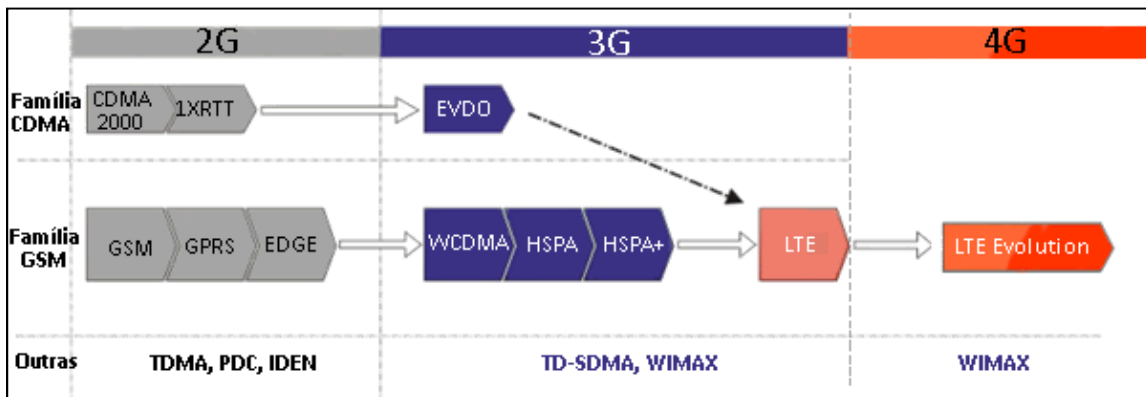 2G
3G
4G
Família
CDMA
CDMA
2000
1XRTT
EVDO
Família
GSM
GSM
GPRS
EDGE
WCDMA
HSPA
HSPA+
LTE
LTE Evolution
Outras
TDMA, PDC, IDEN
TD-SDMA, WIMAX
WIMAX